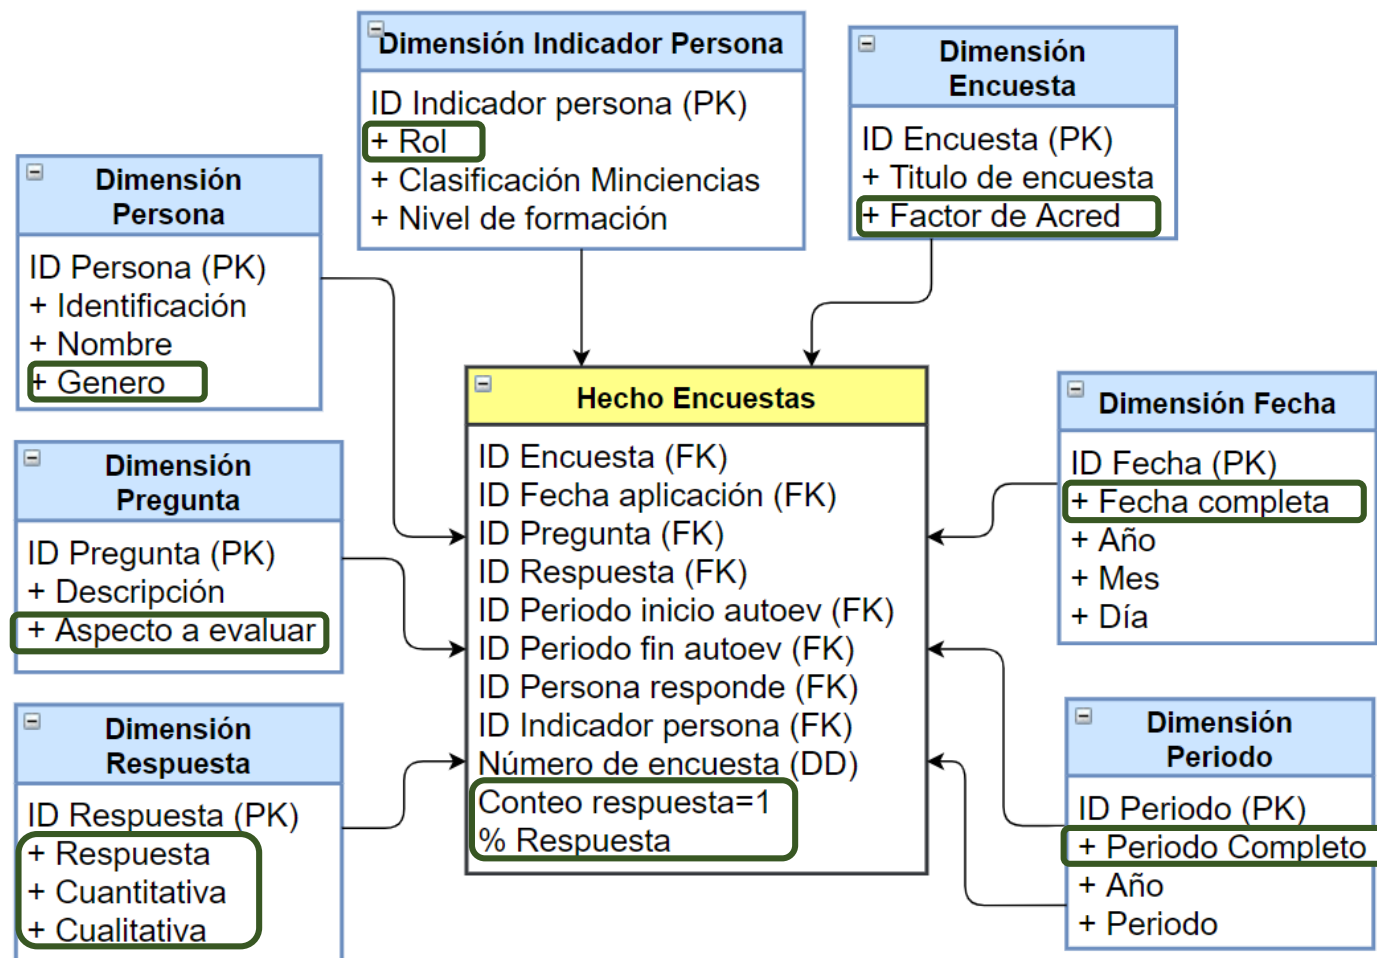 Dimensión Indicador Persona
ID Indicador persona (PK)
+ Rol
+ Clasificación Minciencias
+ Nivel de formación
Dimensión
Encuesta
ID Encuesta (PK)
+ Titulo de encuesta
+ Factor de Acred
Dimensión
Persona
ID Persona (PK)
+ Identificación
+ Nombre
+ Genero
Hecho Encuestas
ID Encuesta (FK)
ID Fecha aplicación (FK)
ID Pregunta (FK)
ID Respuesta (FK)
ID Periodo inicio autoev (FK)
ID Periodo fin autoev (FK)
ID Persona responde (FK)
ID Indicador persona (FK)
Número de encuesta (DD)
Conteo respuesta=1
% Respuesta
Dimensión Fecha
ID Fecha (PK)
+ Fecha completa
+ Año
+ Mes
+ Día
Dimensión
Pregunta
ID Pregunta (PK)
+ Descripción
+ Aspecto a evaluar
Dimensión
Respuesta
ID Respuesta (PK)
+ Respuesta
+ Cuantitativa
+ Cualitativa
Dimensión
Periodo
ID Periodo (PK)
+ Periodo Completo
+ Año
+ Periodo